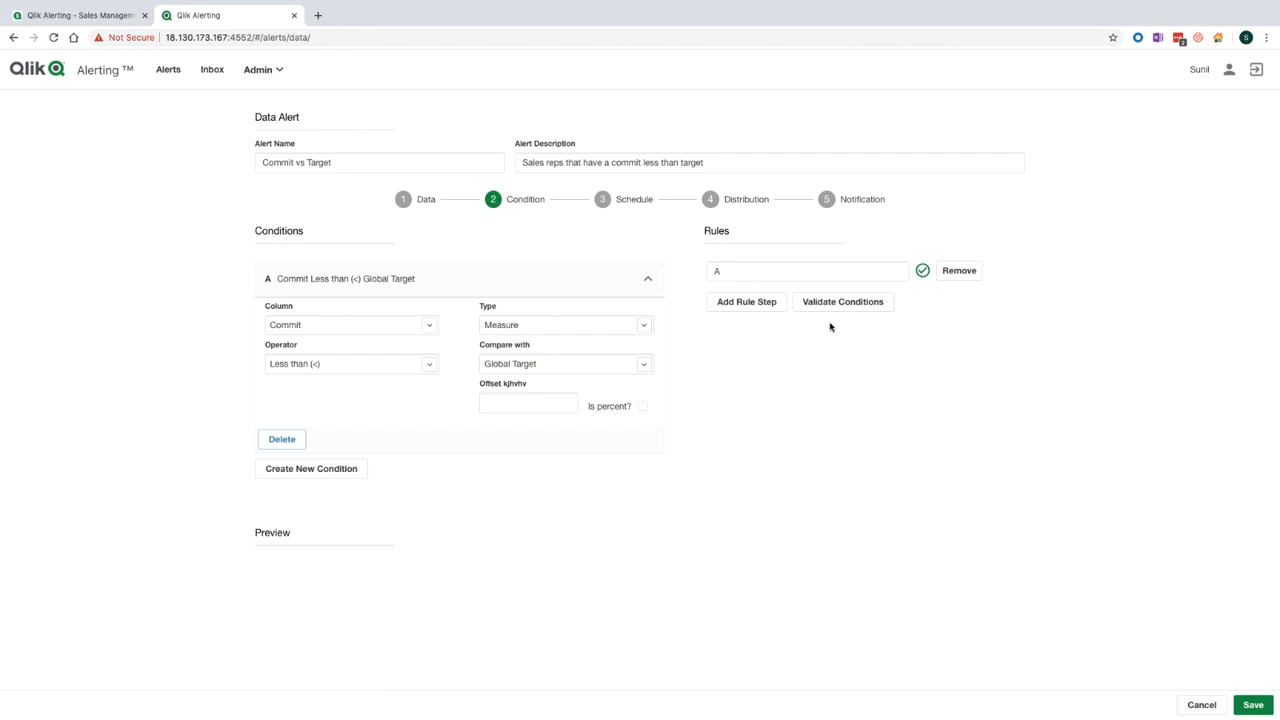 Qlik Alerting - Sales Managem
Qlik Alerting
Not Secure 18.130.173.167:4552/#/alerts/data/
Qlik Alerting ™ Alerts Inbox Admin Sunil
Data Alert
Alert Name Alert Description
Commit vs Target Sales reps that have a commit less than target
1 Data 2 Condition 3 Schedule 4 Distribution 5 Notification
Conditions Rules
A Commit Less than (<) Global Target
A Remove
Column Type
Add Rule Step Validate Conditions
Commit Measure
Operator Compare with
Less than (<) Global Target
Offset kjhvhv
Is percent?
Delete
Create New Condition
Preview
Cancel Save